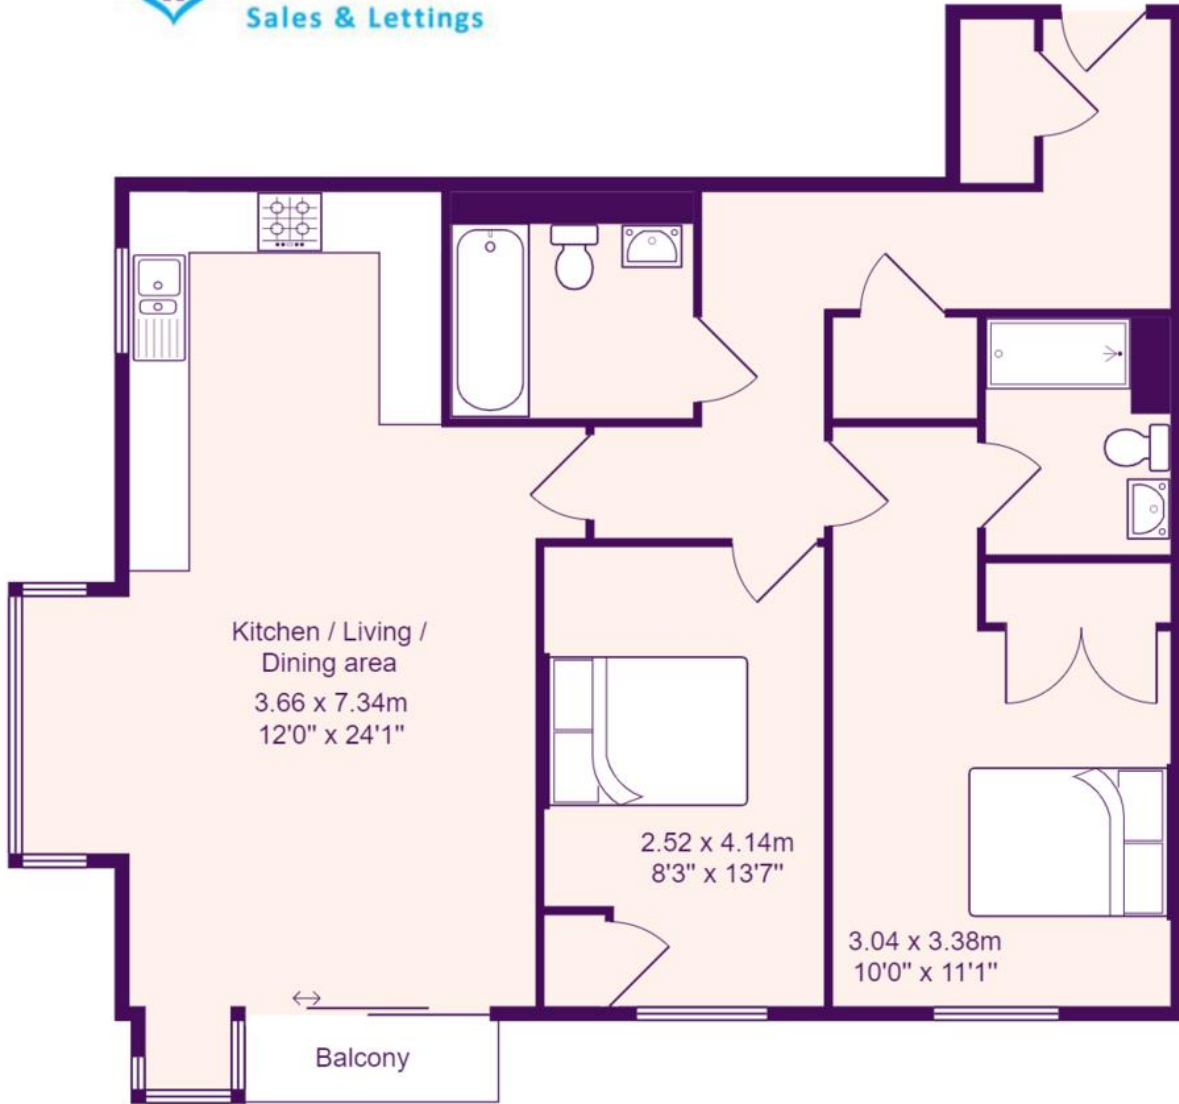 Sales & Lettings
Kitchen / Living /
Dining area
3.66 x 7.34m
12'0" x 24'1"
2.52 x 4.14m
8'3" x 13'7"
3.04 x 3.38m
10'0" x 11'1"
Balcony